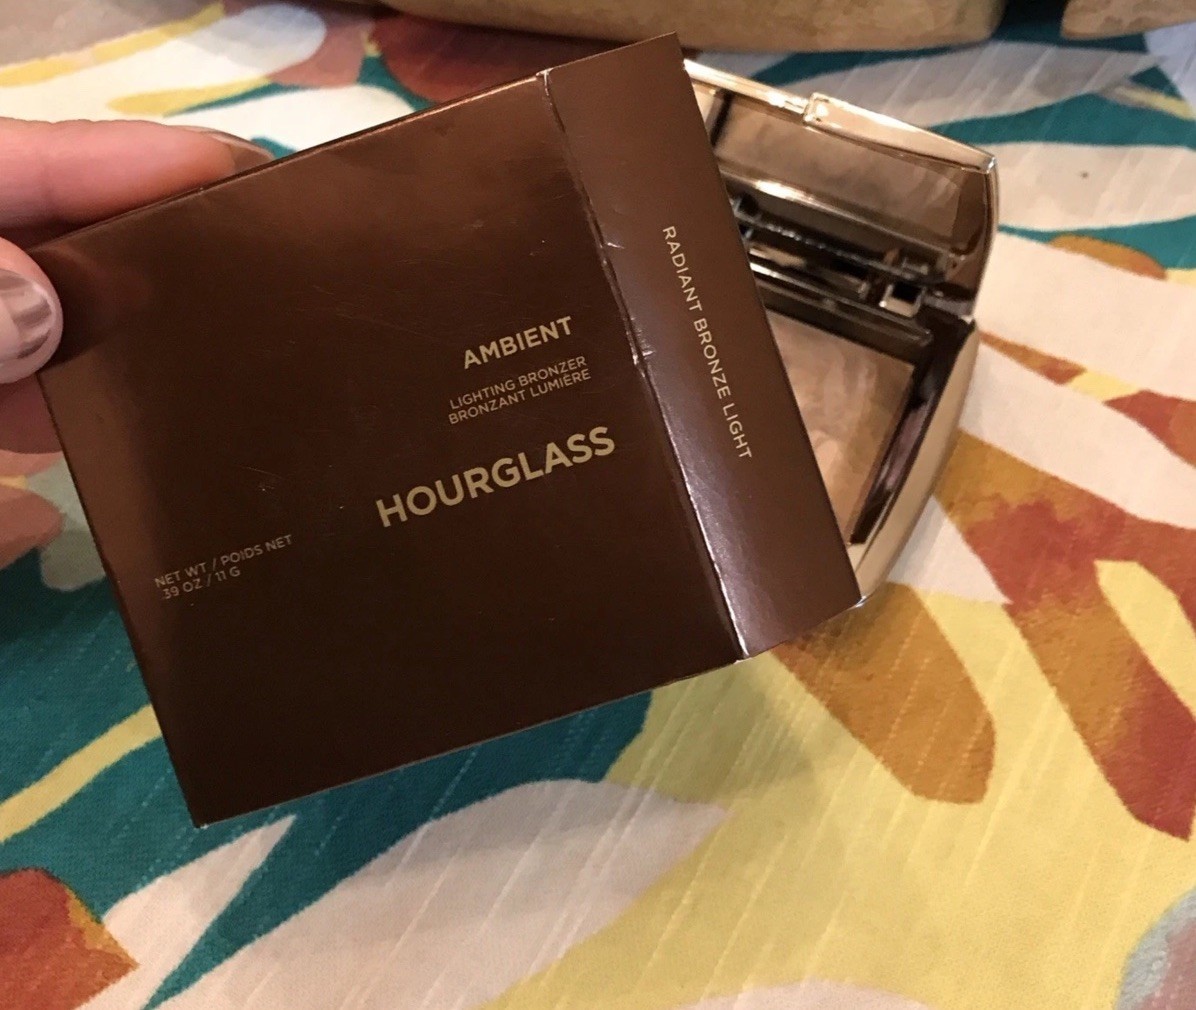 AMBIENT
LIGHTING BRONZER
BRONZANT LUMIÈRE
HOURGLASS
NET WT / POIDS NET
.39 OZ / 11 G
RADIANT BRONZE LIGHT